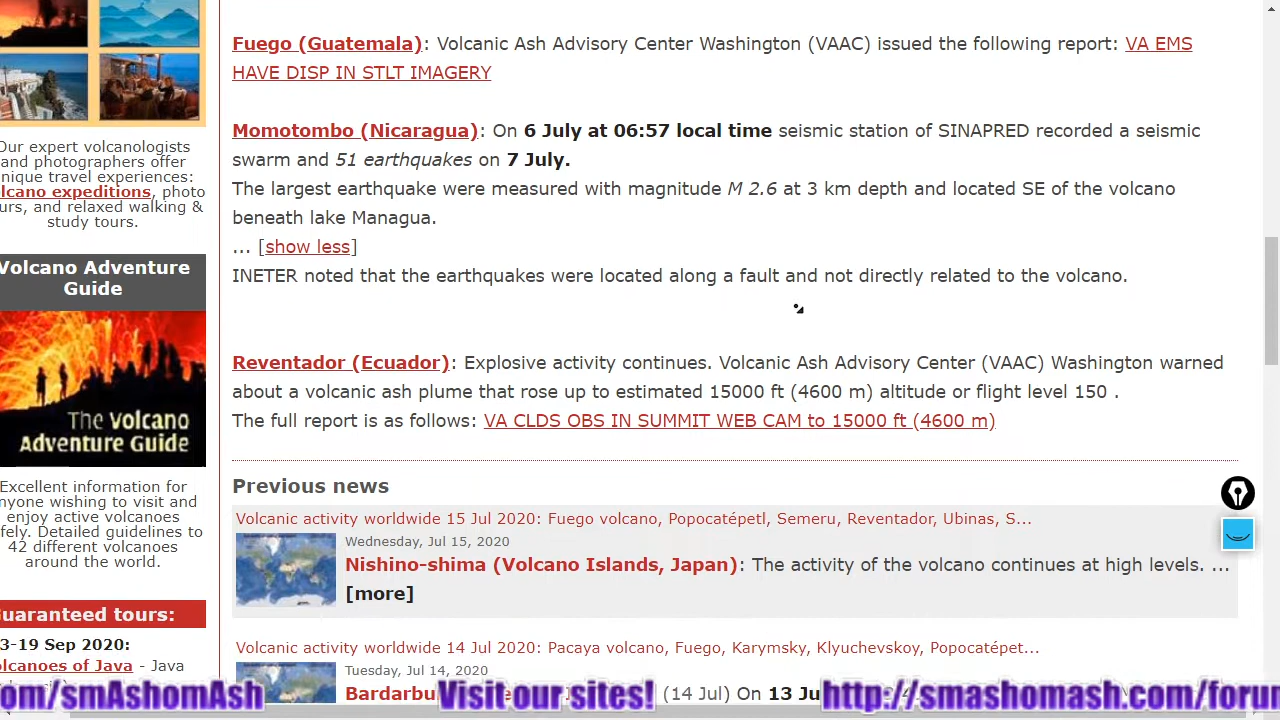 Fuego (Guatemala): Volcanic Ash Advisory Center Washington (VAAC) issued the following report: VA EMS
HAVE DISP IN STLT IMAGERY
Momotombo (Nicaragua): On 6 July at 06:57 local time seismic station of SINAPRED recorded a seismic
swarm and 51 earthquakes on 7 July.
The largest earthquake were measured with magnitude M 2.6 at 3 km depth and located SE of the volcano
beneath lake Managua.
... [show less]
INETER noted that the earthquakes were located along a fault and not directly related to the volcano.
Reventador (Ecuador): Explosive activity continues. Volcanic Ash Advisory Center (VAAC) Washington warned
about a volcanic ash plume that rose up to estimated 15000 ft (4600 m) altitude or flight level 150 .
The full report is as follows: VA CLDS OBS IN SUMMIT WEB CAM to 15000 ft (4600 m)
Previous news
Volcanic activity worldwide 15 Jul 2020: Fuego volcano, Popocatépetl, Semeru, Reventador, Ubinas, S...
Wednesday, Jul 15, 2020
Nishino-shima (Volcano Islands, Japan): The activity of the volcano continues at high levels. ...
[more]
Volcanic activity worldwide 14 Jul 2020: Pacaya volcano, Fuego, Karymsky, Klyuchevskoy, Popocatépet...
Tuesday, Jul 14, 2020
(14 Jul) On 13
Our expert volcanologists
and photographers offer
nique travel experiences:
lcano expeditions, photo
urs, and relaxed walking &
study tours.
Volcano Adventure
Guide
The Volcano
Adventure Guide
Excellent information for
nyone wishing to visit and
enjoy active volcanoes
fely. Detailed guidelines to
42 different volcanoes
around the world.
uaranteed tours:
3-19 Sep 2020:
olcanoes of Java - Java
om/smAshomAsh Visit our sites! http://smashomash.com/forum